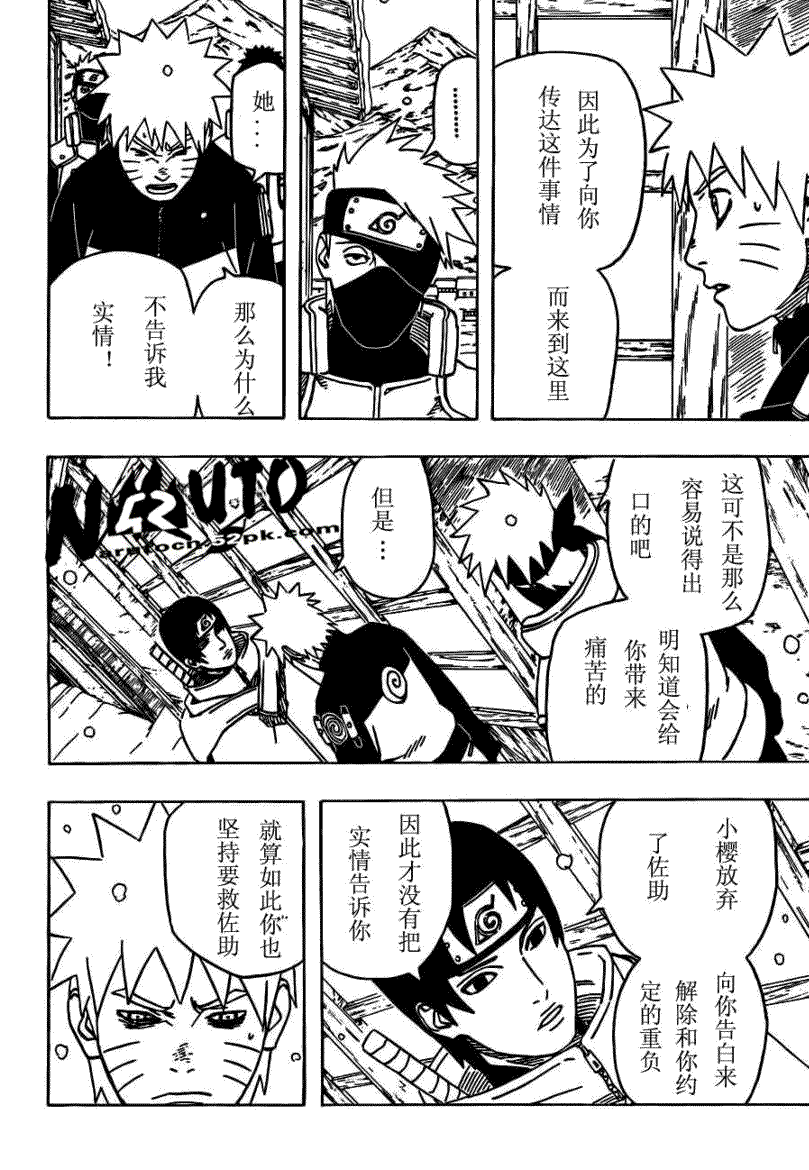 因此为了向你
传达这件事情
而来到这里
………
她…
那么为什么
不告诉我
实情！
这可不是那么
容易说得出
口的吧
明知道会给
你带来
痛苦的
但是…
NARUTO
narutocn.52pk.com
小樱放弃
了佐助
向你告白来
解除和你约
定的重负
因此才没有把
实情告诉你
就算如此你也
坚持要救佐助